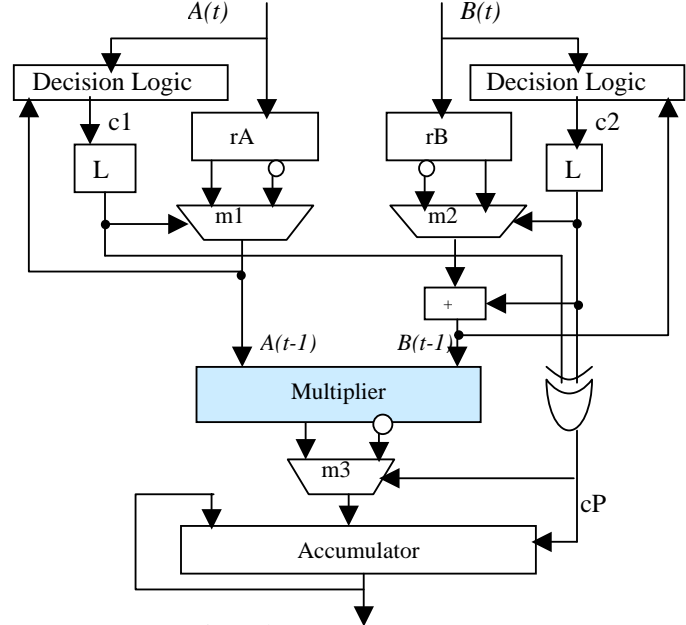 A(t)
B(t)
Decision Logic
Decision Logic
c1
c2
rA
rB
L
L
m1
m2
+
A(t-1)
B(t-1)
Multiplier
m3
cP
Accumulator